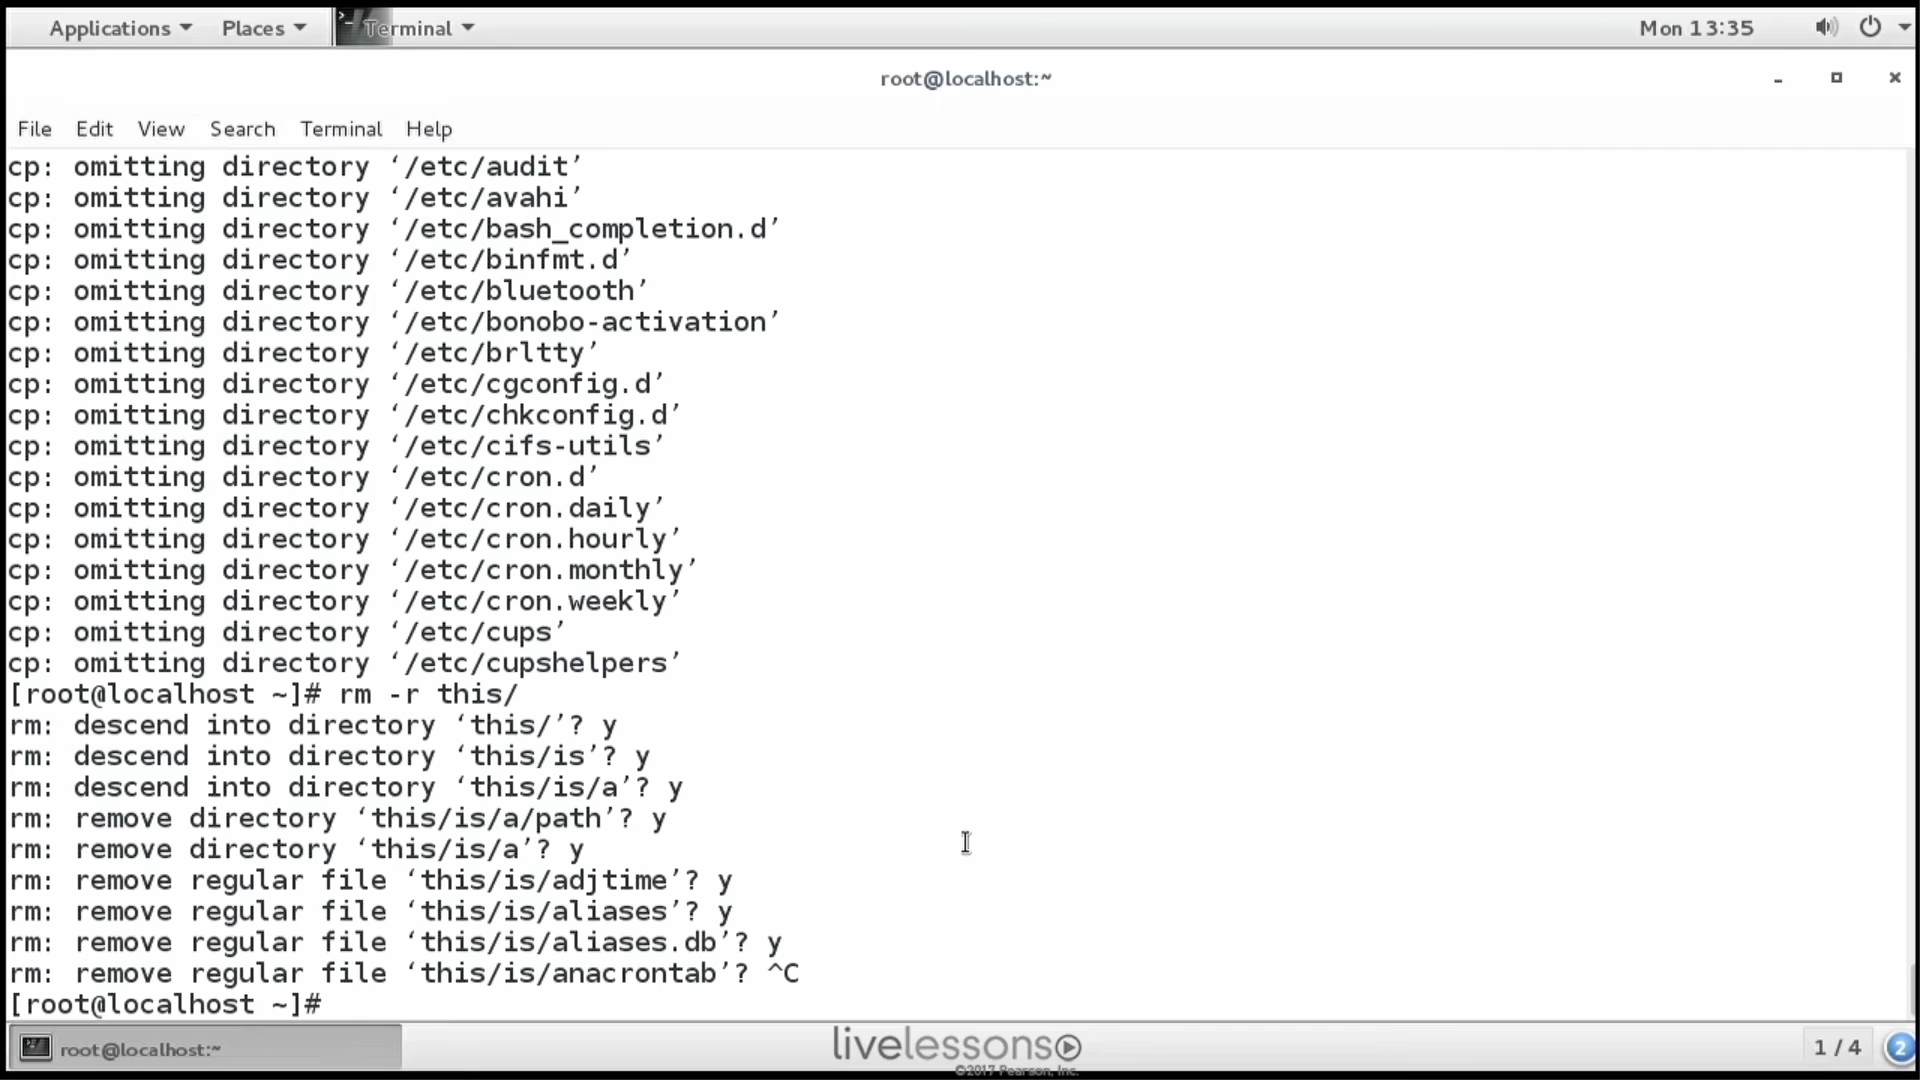 Applications Places Terminal Mon 13:35
root@localhost:~
File Edit View Search Terminal Help
cp: omitting directory ‘/etc/audit’
cp: omitting directory ‘/etc/avahi’
cp: omitting directory ‘/etc/bash_completion.d’
cp: omitting directory ‘/etc/binfmt.d’
cp: omitting directory ‘/etc/bluetooth’
cp: omitting directory ‘/etc/bonobo-activation’
cp: omitting directory ‘/etc/brltty’
cp: omitting directory ‘/etc/cgconfig.d’
cp: omitting directory ‘/etc/chkconfig.d’
cp: omitting directory ‘/etc/cifs-utils’
cp: omitting directory ‘/etc/cron.d’
cp: omitting directory ‘/etc/cron.daily’
cp: omitting directory ‘/etc/cron.hourly’
cp: omitting directory ‘/etc/cron.monthly’
cp: omitting directory ‘/etc/cron.weekly’
cp: omitting directory ‘/etc/cups’
cp: omitting directory ‘/etc/cupshelpers’
[root@localhost ~]# rm -r this/
rm: descend into directory ‘this/’? y
rm: descend into directory ‘this/is’? y
rm: descend into directory ‘this/is/a’? y
rm: remove directory ‘this/is/a/path’? y
rm: remove directory ‘this/is/a’? y
rm: remove regular file ‘this/is/adjtime’? y
rm: remove regular file ‘this/is/aliases’? y
rm: remove regular file ‘this/is/aliases.db’? y
rm: remove regular file ‘this/is/anacrontab’? ^C
[root@localhost ~]#
root@localhost:~ livelessons 1 / 4 2
©2017 Pearson, Inc.